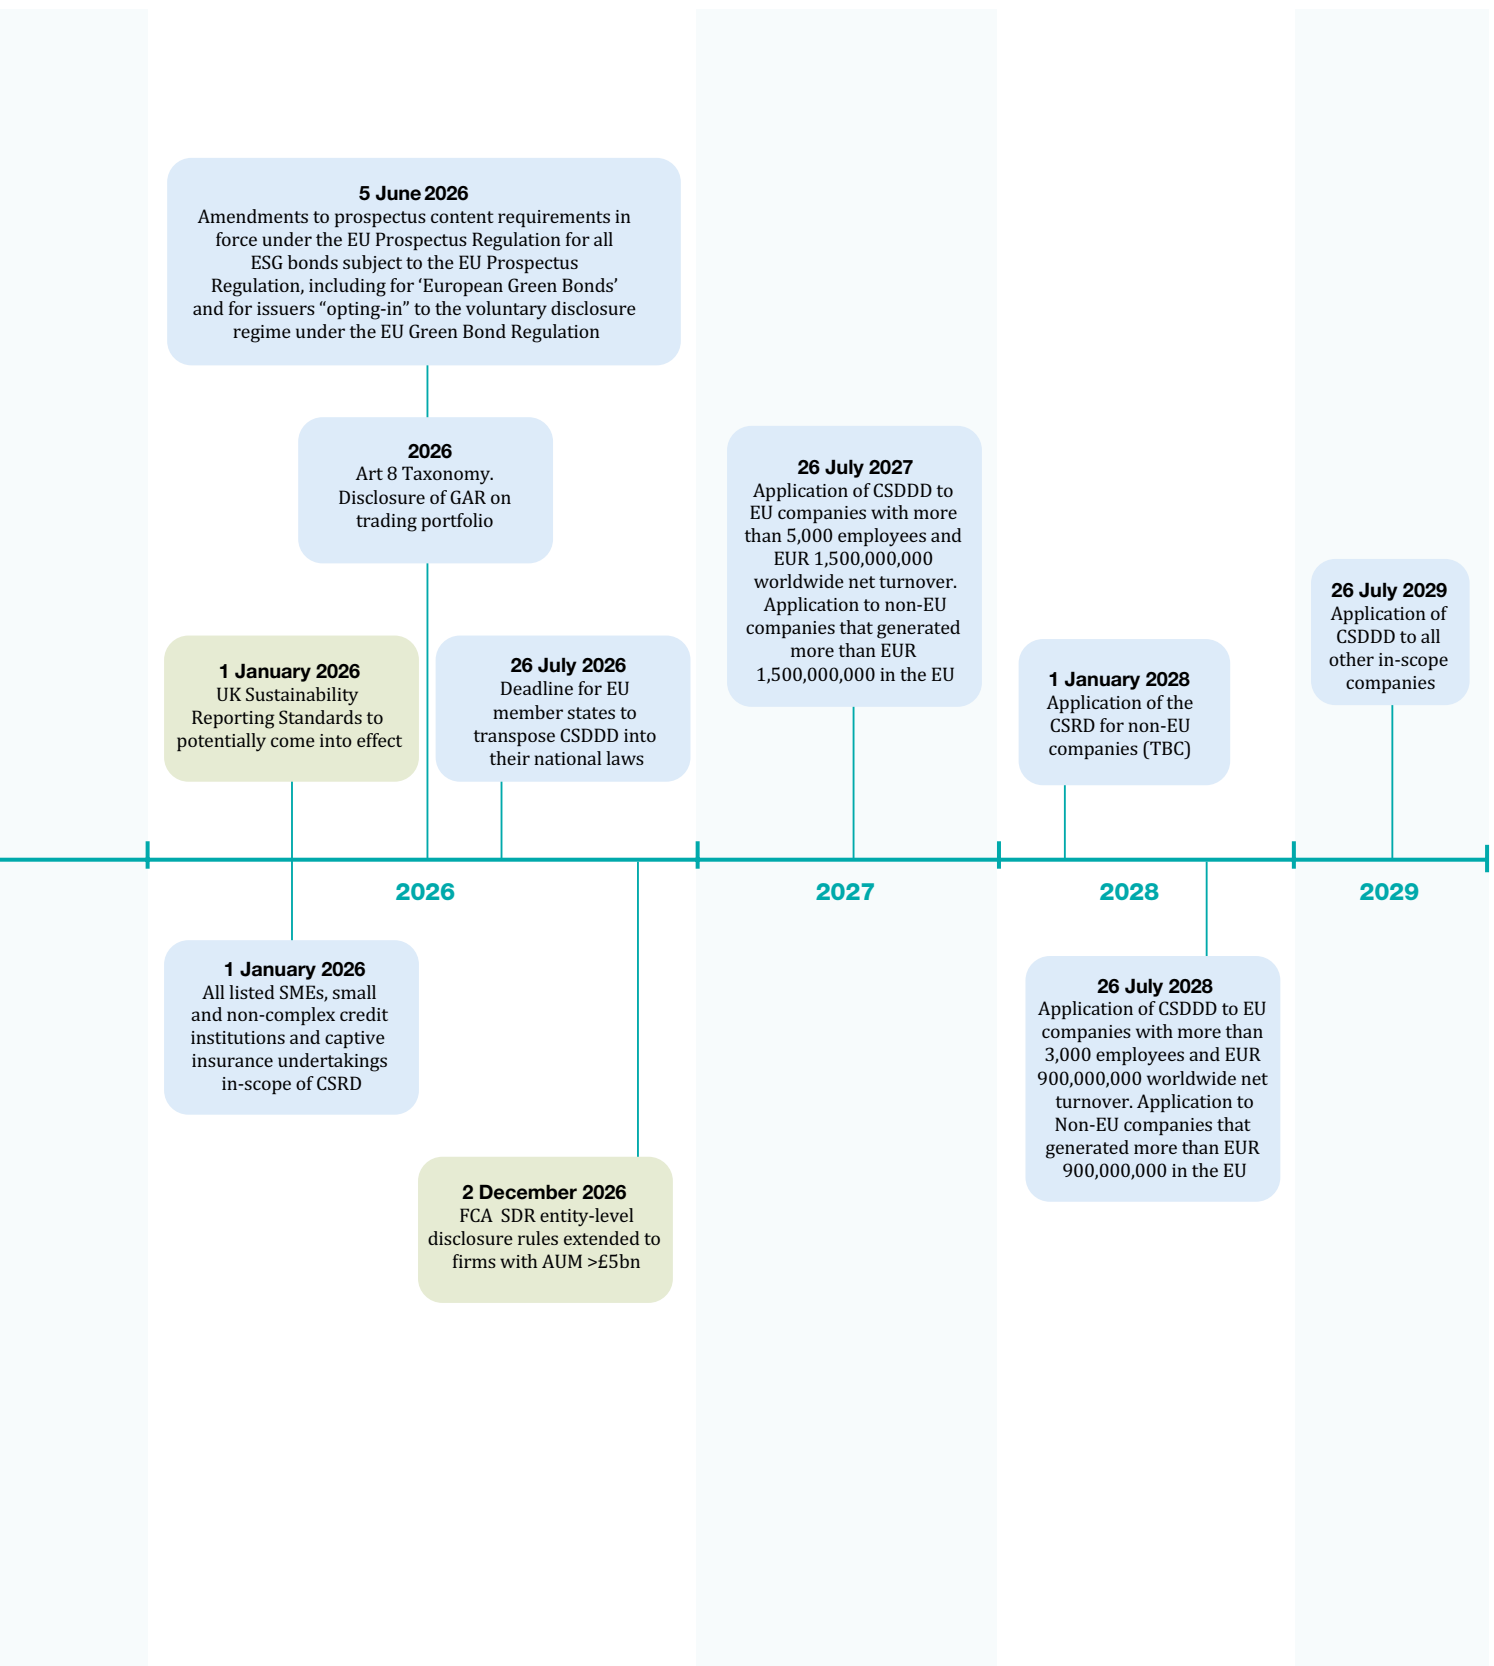 5 June 2026
Amendments to prospectus content requirements in
force under the EU Prospectus Regulation for all
ESG bonds subject to the EU Prospectus
Regulation, including for ‘European Green Bonds’
and for issuers “opting-in” to the voluntary disclosure
regime under the EU Green Bond Regulation
2026
Art 8 Taxonomy.
Disclosure of GAR on
trading portfolio
1 January 2026
UK Sustainability
Reporting Standards to
potentially come into effect
26 July 2026
Deadline for EU
member states to
transpose CSDDD into
their national laws
26 July 2027
Application of CSDDD to
EU companies with more
than 5,000 employees and
EUR 1,500,000,000
worldwide net turnover.
Application to non-EU
companies that generated
more than EUR
1,500,000,000 in the EU
1 January 2028
Application of the
CSRD for non-EU
companies (TBC)
26 July 2029
Application of
CSDDD to all
other in-scope
companies
2026
2027
2028
2029
1 January 2026
All listed SMEs, small
and non-complex credit
institutions and captive
insurance undertakings
in-scope of CSRD
2 December 2026
FCA SDR entity-level
disclosure rules extended to
firms with AUM >£5bn
26 July 2028
Application of CSDDD to EU
companies with more than
3,000 employees and EUR
900,000,000 worldwide net
turnover. Application to
Non-EU companies that
generated more than EUR
900,000,000 in the EU